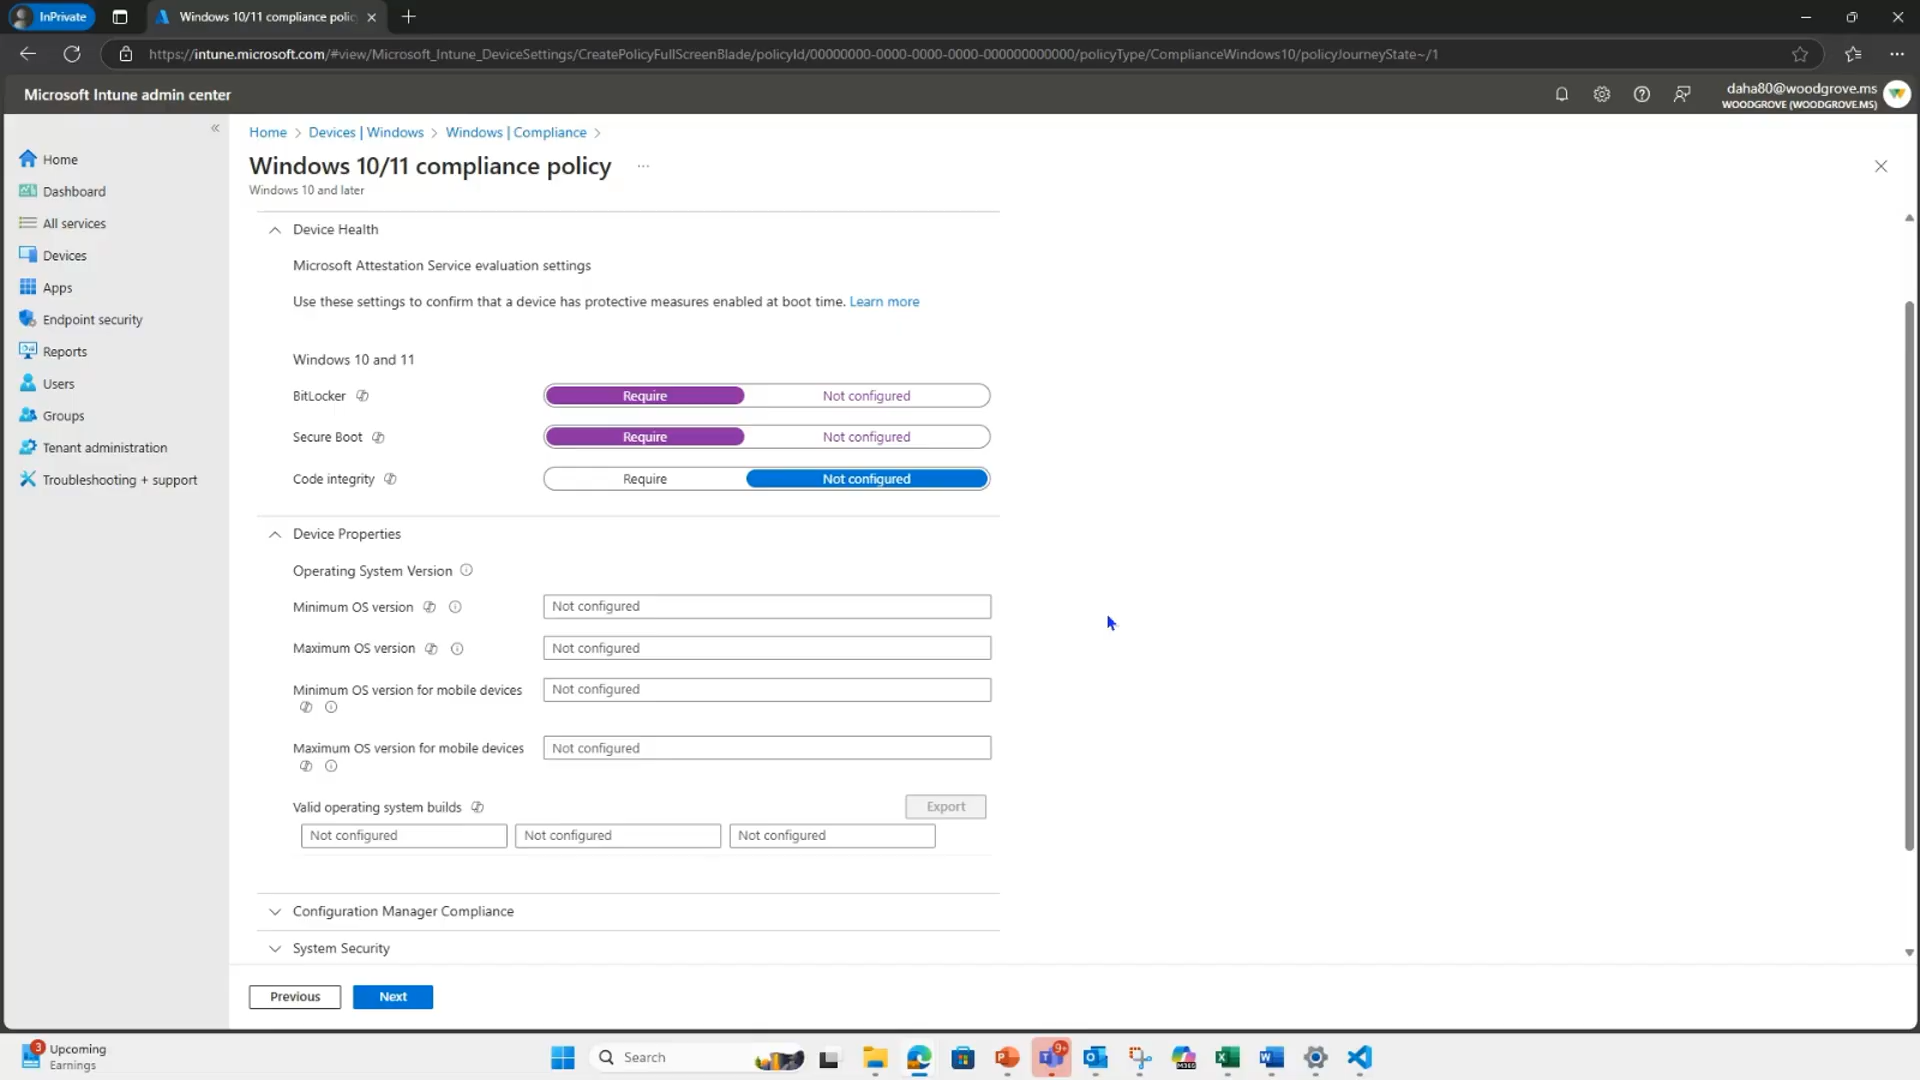 InPrivate
Windows 10/11 compliance polic
https://intune.microsoft.com/#view/Microsoft_Intune_DeviceSettings/CreatePolicyFullScreenBlade/policyId/00000000-0000-0000-0000-000000000000/policyType/ComplianceWindows10/policyJourneyState~/1
Microsoft Intune admin center
daha80@woodgrove.ms
WOODGROVE (WOODGROVE.MS)
Home
Dashboard
All services
Devices
Apps
Endpoint security
Reports
Users
Groups
Tenant administration
Troubleshooting + support
Home > Devices | Windows > Windows | Compliance >
Windows 10/11 compliance policy ...
Windows 10 and later
Device Health
Microsoft Attestation Service evaluation settings
Use these settings to confirm that a device has protective measures enabled at boot time. Learn more
Windows 10 and 11
BitLocker Require Not configured
Secure Boot Require Not configured
Code integrity Require Not configured
Device Properties
Operating System Version
Minimum OS version Not configured
Maximum OS version Not configured
Minimum OS version for mobile devices Not configured
Maximum OS version for mobile devices Not configured
Valid operating system builds Export
Not configured Not configured Not configured
Configuration Manager Compliance
System Security
Previous Next
3
Upcoming
Earnings
Search
9+
M365